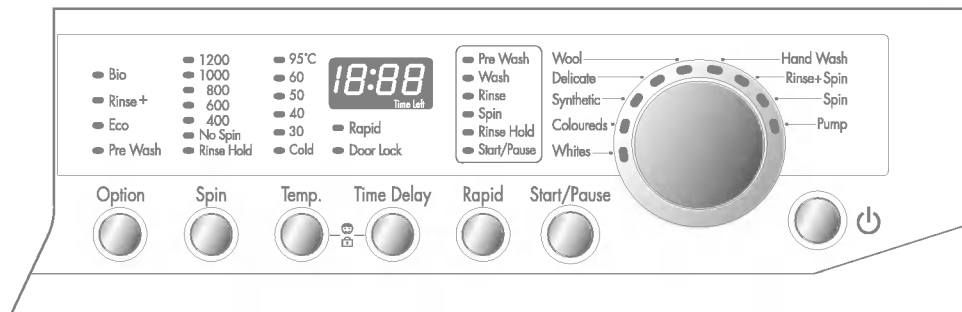 Bio
Rinse+
Eco
Pre Wash
1200
1000
800
600
400
No Spin
Rinse Hold
95°C
60
50
40
30
Cold
18:88
Time Left
Rapid
Door Lock
Pre Wash
Wash
Rinse
Spin
Rinse Hold
Start/Pause
Wool
Delicate
Synthetic
Coloureds
Whites
Hand Wash
Rinse+Spin
Spin
Pump
Option
Spin
Temp.
Time Delay
Rapid
Start/Pause